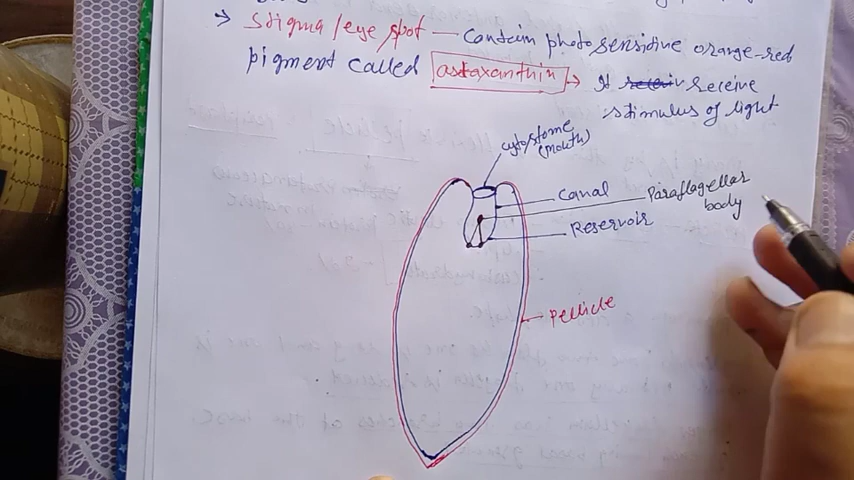 → Stigma / eye spot — Contain photosensitive orange-red
pigment called astaxanthin → It receive
stimulus of light
cytostome
(mouth)
Canal
Paraflagellar
body
Reservoir
Pellicle